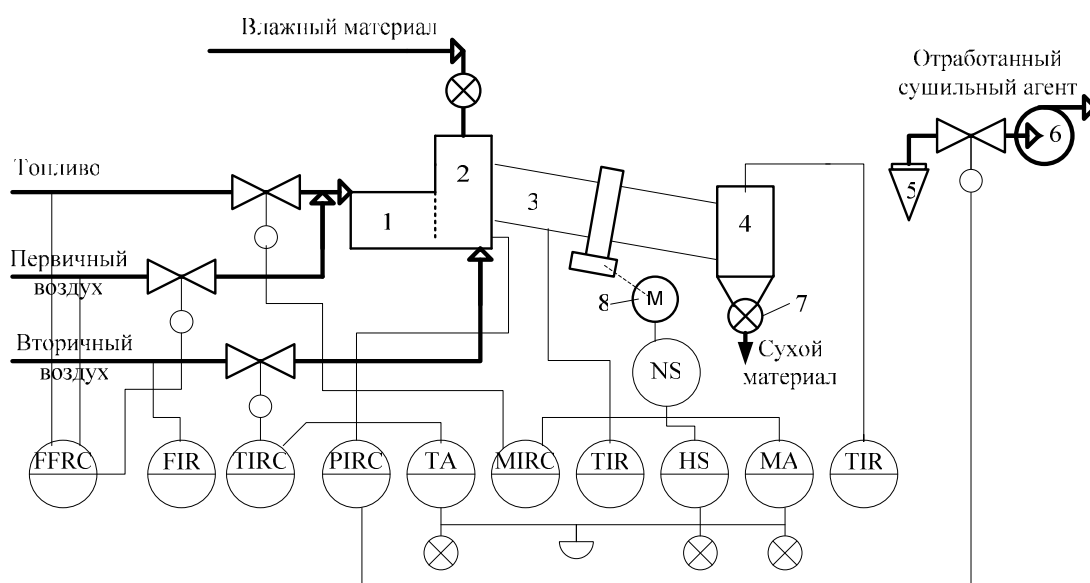 Влажный материал
Отработанный
сушильный агент
6
2
Топливо
5
1
3
4
Первичный
воздух
8
М
7
Вторичный
воздух
Сухой
материал
NS
FFRC
FIR
TIRC
PIRC
TA
MIRC
TIR
HS
MA
TIR